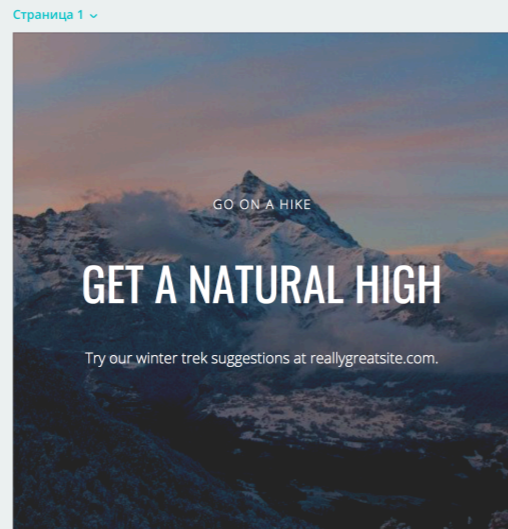 Страница 1
GO ON A HIKE
GET A NATURAL HIGH
Try our winter trek suggestions at reallygreatsite.com.